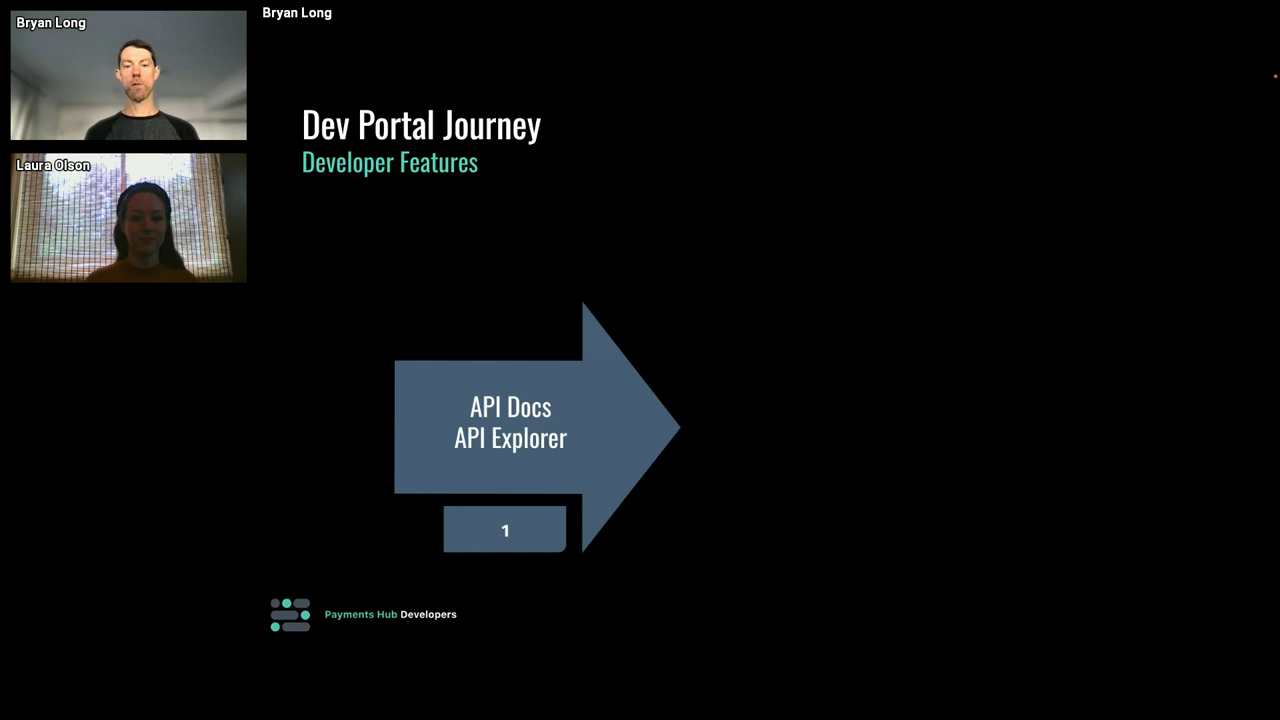 Bryan Long
Bryan Long
Laura Olson
Dev Portal Journey
Developer Features
API Docs
API Explorer
1
Payments Hub Developers